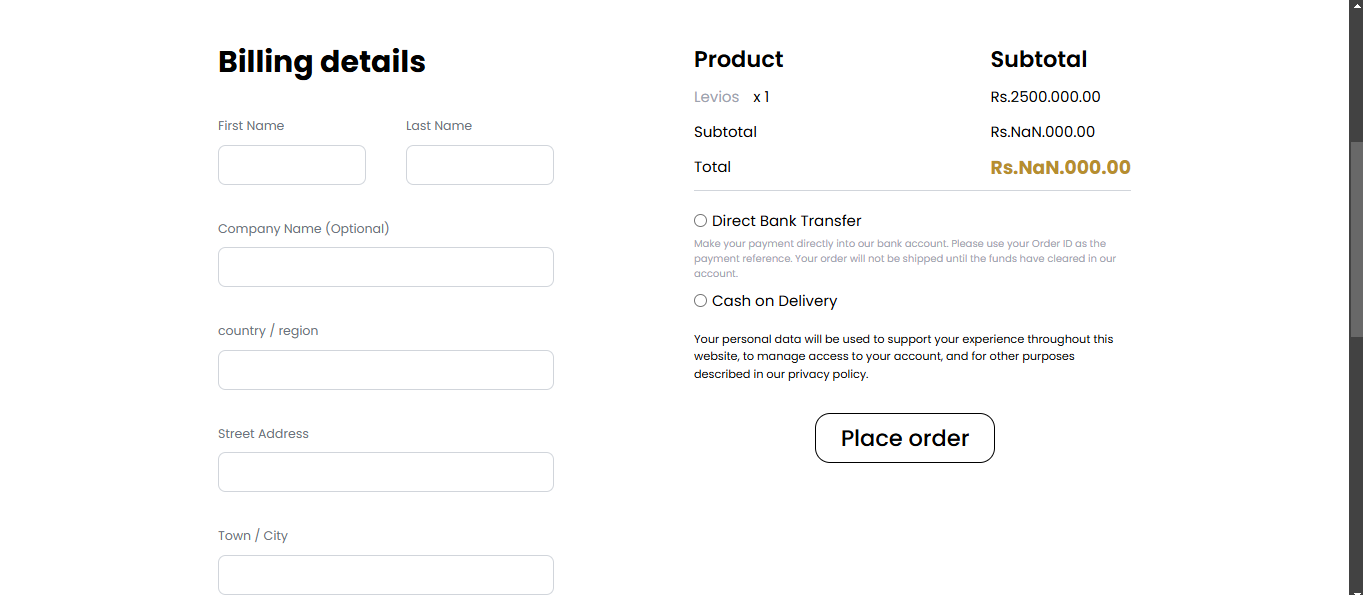 Billing details
First Name
Last Name
Company Name (Optional)
country / region
Street Address
Town / City
Product Subtotal
Levios x 1 Rs.2500.000.00
Subtotal Rs.NaN.000.00
Total Rs.NaN.000.00
Direct Bank Transfer
Make your payment directly into our bank account. Please use your Order ID as the
payment reference. Your order will not be shipped until the funds have cleared in our
account.
Cash on Delivery
Your personal data will be used to support your experience throughout this
website, to manage access to your account, and for other purposes
described in our privacy policy.
Place order